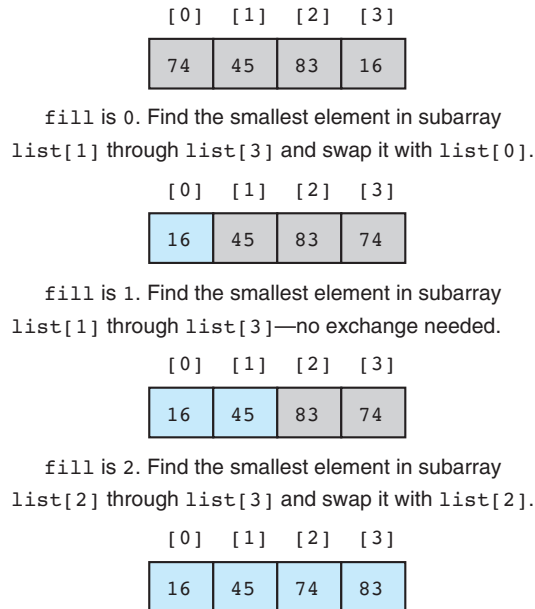 [0] [1] [2] [3]
74 45 83 16
fill is 0. Find the smallest element in subarray
list[1] through list[3] and swap it with list[0].
[0] [1] [2] [3]
16 45 83 74
fill is 1. Find the smallest element in subarray
list[1] through list[3]—no exchange needed.
[0] [1] [2] [3]
16 45 83 74
fill is 2. Find the smallest element in subarray
list[2] through list[3] and swap it with list[2].
[0] [1] [2] [3]
16 45 74 83